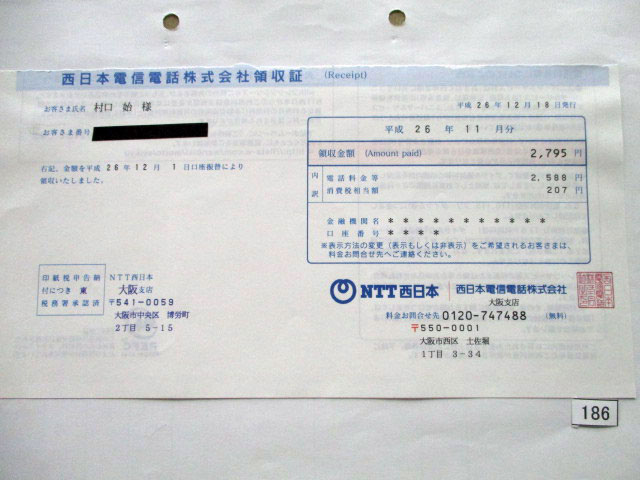 西日本電信電話株式会社領収証 (Receipt)
お客さま氏名 村口 始 様
平成 26年12月18日発行
お客さま番号
平成 26 年 11 月分
領収金額 (Amount paid) 2,795 円
右記、金額を平成 26 年 12 月 1 日口座振替により
領収いたしました。
内訳
電話料金等 2,588 円
消費税相当額 207 円
金融機関名 * * * * * * * * * * *
口座番号 * * * *
※表示方法の変更（表示もしくは非表示）をご希望されるお客さまは、
料金お問合せ先へご連絡ください。
印紙税申告納
付につき 東
税務署承認済
NTT西日本
大阪支店
〒541-0059
大阪市中央区 博労町
2丁目 5-15
NTT西日本 西日本電信電話株式会社
大阪支店
料金お問合せ先 0120-747488 (無料)
〒550-0001
大阪市西区 土佐堀
1丁目 3-34
186